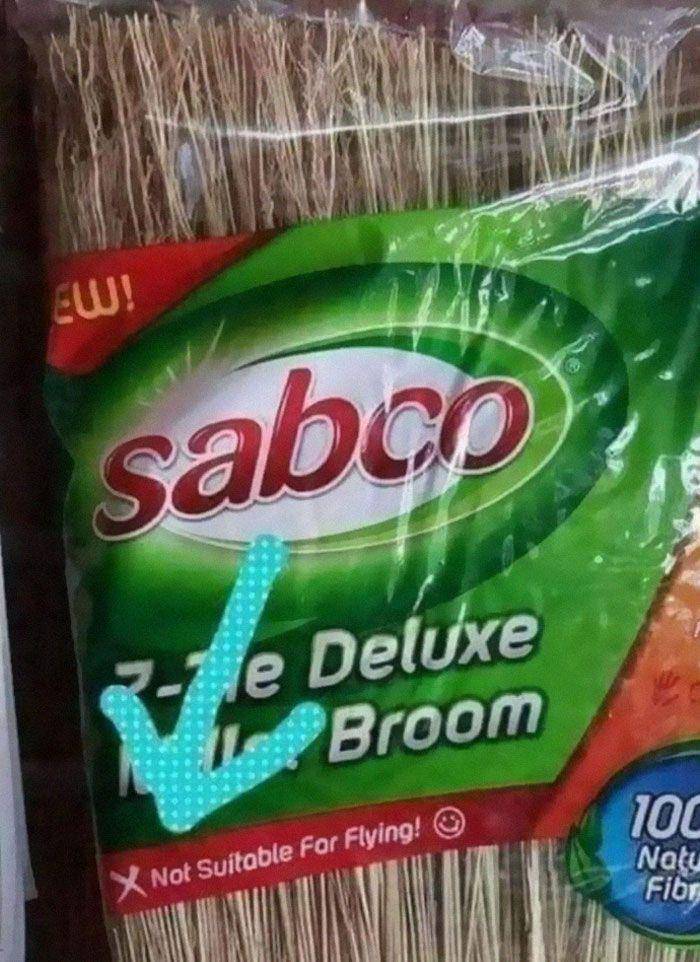 EW!
sabco®
Deluxe
Broom
X Not Suitable For Flying!
100
Natu
Fibr